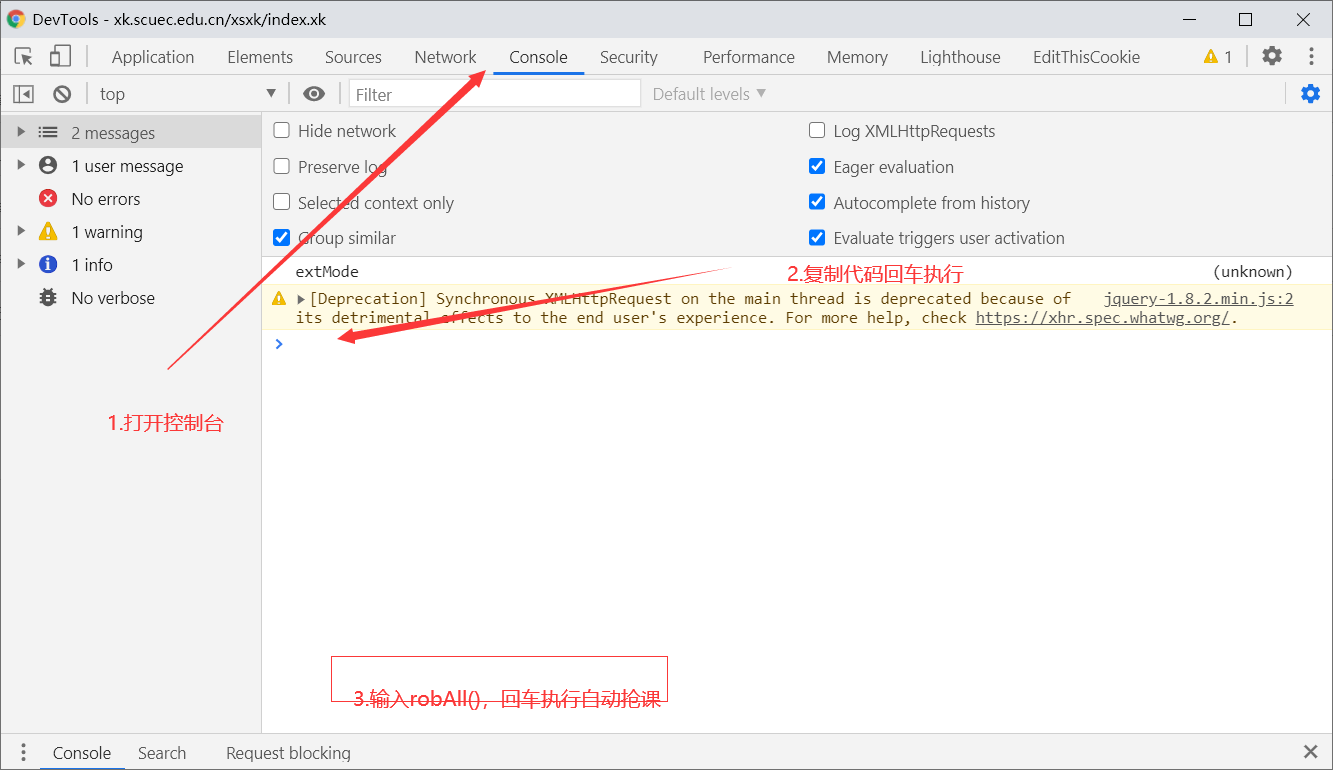 DevTools - xk.scuec.edu.cn/xsxk/index.xk
Application Elements Sources Network Console Security Performance Memory Lighthouse EditThisCookie 1
top Filter Default levels
2 messages
1 user message
No errors
1 warning
1 info
No verbose
Hide network Log XMLHttpRequests
Preserve log Eager evaluation
Selected context only Autocomplete from history
Group similar Evaluate triggers user activation
extMode (unknown)
2.复制代码回车执行
[Deprecation] Synchronous XMLHttpRequest on the main thread is deprecated because of jquery-1.8.2.min.js:2
its detrimental effects to the end user's experience. For more help, check https://xhr.spec.whatwg.org/.
1.打开控制台
3.输入robAll()，回车执行自动抢课
Console Search Request blocking